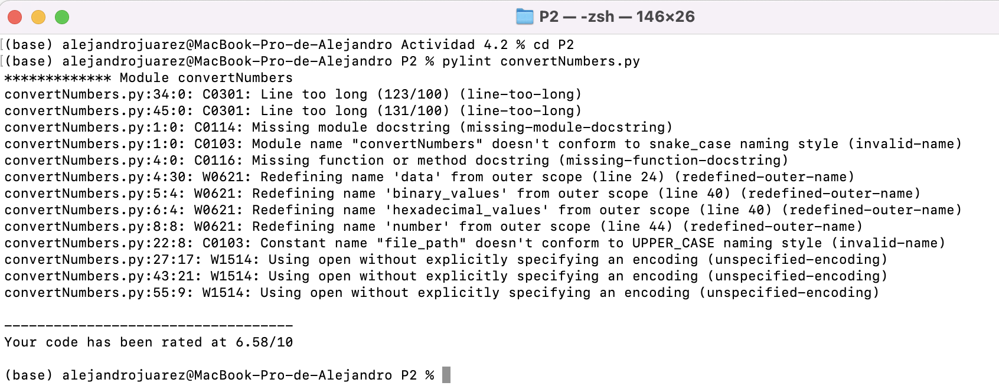 P2 — -zsh — 146×26
(base) alejandrojuarez@MacBook-Pro-de-Alejandro Actividad 4.2 % cd P2
(base) alejandrojuarez@MacBook-Pro-de-Alejandro P2 % pylint convertNumbers.py
************* Module convertNumbers
convertNumbers.py:34:0: C0301: Line too long (123/100) (line-too-long)
convertNumbers.py:45:0: C0301: Line too long (131/100) (line-too-long)
convertNumbers.py:1:0: C0114: Missing module docstring (missing-module-docstring)
convertNumbers.py:1:0: C0103: Module name "convertNumbers" doesn't conform to snake_case naming style (invalid-name)
convertNumbers.py:4:0: C0116: Missing function or method docstring (missing-function-docstring)
convertNumbers.py:4:30: W0621: Redefining name 'data' from outer scope (line 24) (redefined-outer-name)
convertNumbers.py:5:4: W0621: Redefining name 'binary_values' from outer scope (line 40) (redefined-outer-name)
convertNumbers.py:6:4: W0621: Redefining name 'hexadecimal_values' from outer scope (line 40) (redefined-outer-name)
convertNumbers.py:8:8: W0621: Redefining name 'number' from outer scope (line 44) (redefined-outer-name)
convertNumbers.py:22:8: C0103: Constant name "file_path" doesn't conform to UPPER_CASE naming style (invalid-name)
convertNumbers.py:27:17: W1514: Using open without explicitly specifying an encoding (unspecified-encoding)
convertNumbers.py:43:21: W1514: Using open without explicitly specifying an encoding (unspecified-encoding)
convertNumbers.py:55:9: W1514: Using open without explicitly specifying an encoding (unspecified-encoding)
-----------------------------------
Your code has been rated at 6.58/10
(base) alejandrojuarez@MacBook-Pro-de-Alejandro P2 %